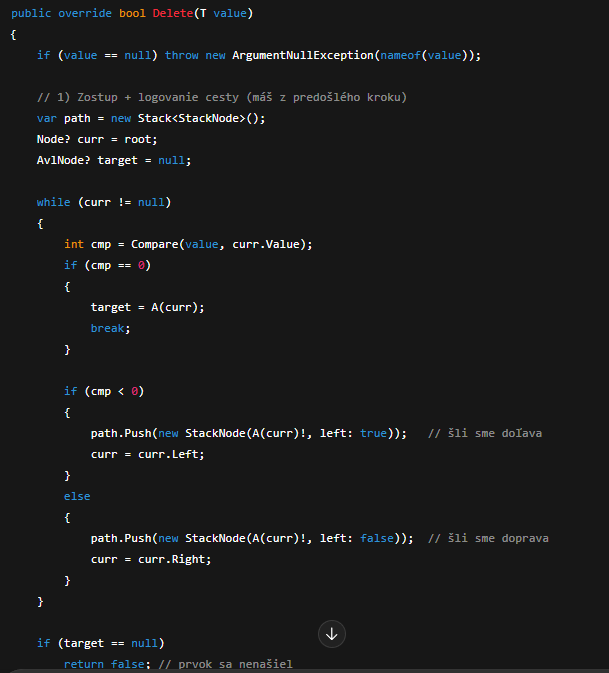 public override bool Delete(T value)
{
    if (value == null) throw new ArgumentNullException(nameof(value));

    // 1) Zostup + logovanie cesty (máš z predošlého kroku)
    var path = new Stack<StackNode>();
    Node? curr = root;
    AvlNode? target = null;

    while (curr != null)
    {
        int cmp = Compare(value, curr.Value);
        if (cmp == 0)
        {
            target = A(curr);
            break;
        }

        if (cmp < 0)
        {
            path.Push(new StackNode(A(curr)!, left: true));   // šli sme doľava
            curr = curr.Left;
        }
        else
        {
            path.Push(new StackNode(A(curr)!, left: false));  // šli sme doprava
            curr = curr.Right;
        }
    }

    if (target == null)
        return false; // prvok sa nenašiel